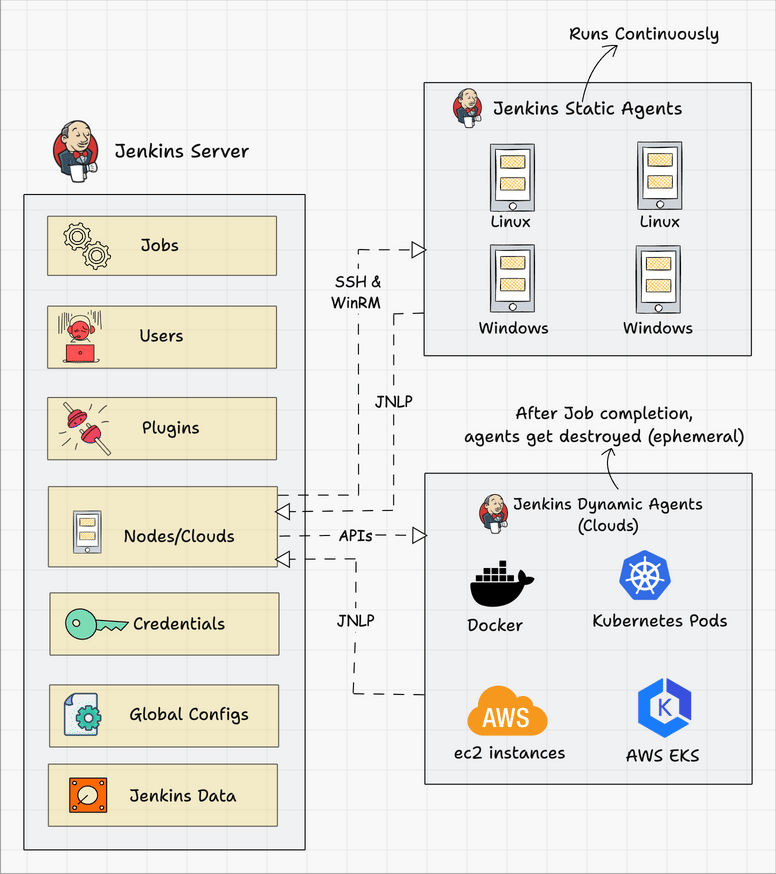 Runs Continuously
Jenkins Static Agents
Linux
Linux
Windows
Windows
Jenkins Server
Jobs
Users
Plugins
Nodes/Clouds
Credentials
Global Configs
Jenkins Data
SSH &
WinRM
JNLP
APIs
JNLP
After Job completion,
agents get destroyed (ephemeral)
Jenkins Dynamic Agents
(Clouds)
Docker
Kubernetes Pods
AWS
ec2 instances
K
AWS EKS